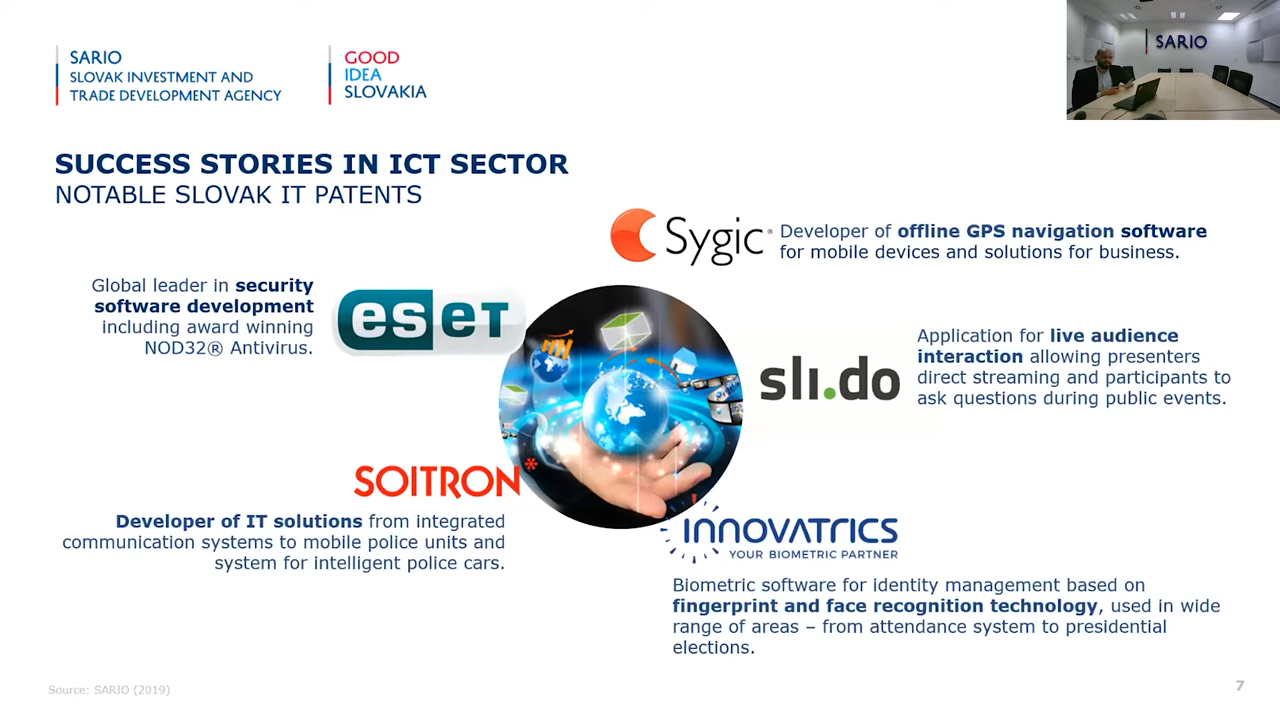 SARIO
SLOVAK INVESTMENT AND
TRADE DEVELOPMENT AGENCY
GOOD
IDEA
SLOVAKIA
SARIO
SUCCESS STORIES IN ICT SECTOR
NOTABLE SLOVAK IT PATENTS
Sygic®
Developer of offline GPS navigation software
for mobile devices and solutions for business.
Global leader in security
software development
including award winning
NOD32® Antivirus.
eseT
Application for live audience
interaction allowing presenters
direct streaming and participants to
ask questions during public events.
sli.do
SOITRON*
Developer of IT solutions from integrated
communication systems to mobile police units and
system for intelligent police cars.
INNOVATRICS
YOUR BIOMETRIC PARTNER
Biometric software for identity management based on
fingerprint and face recognition technology, used in wide
range of areas – from attendance system to presidential
elections.
Source: SARIO (2019)
7